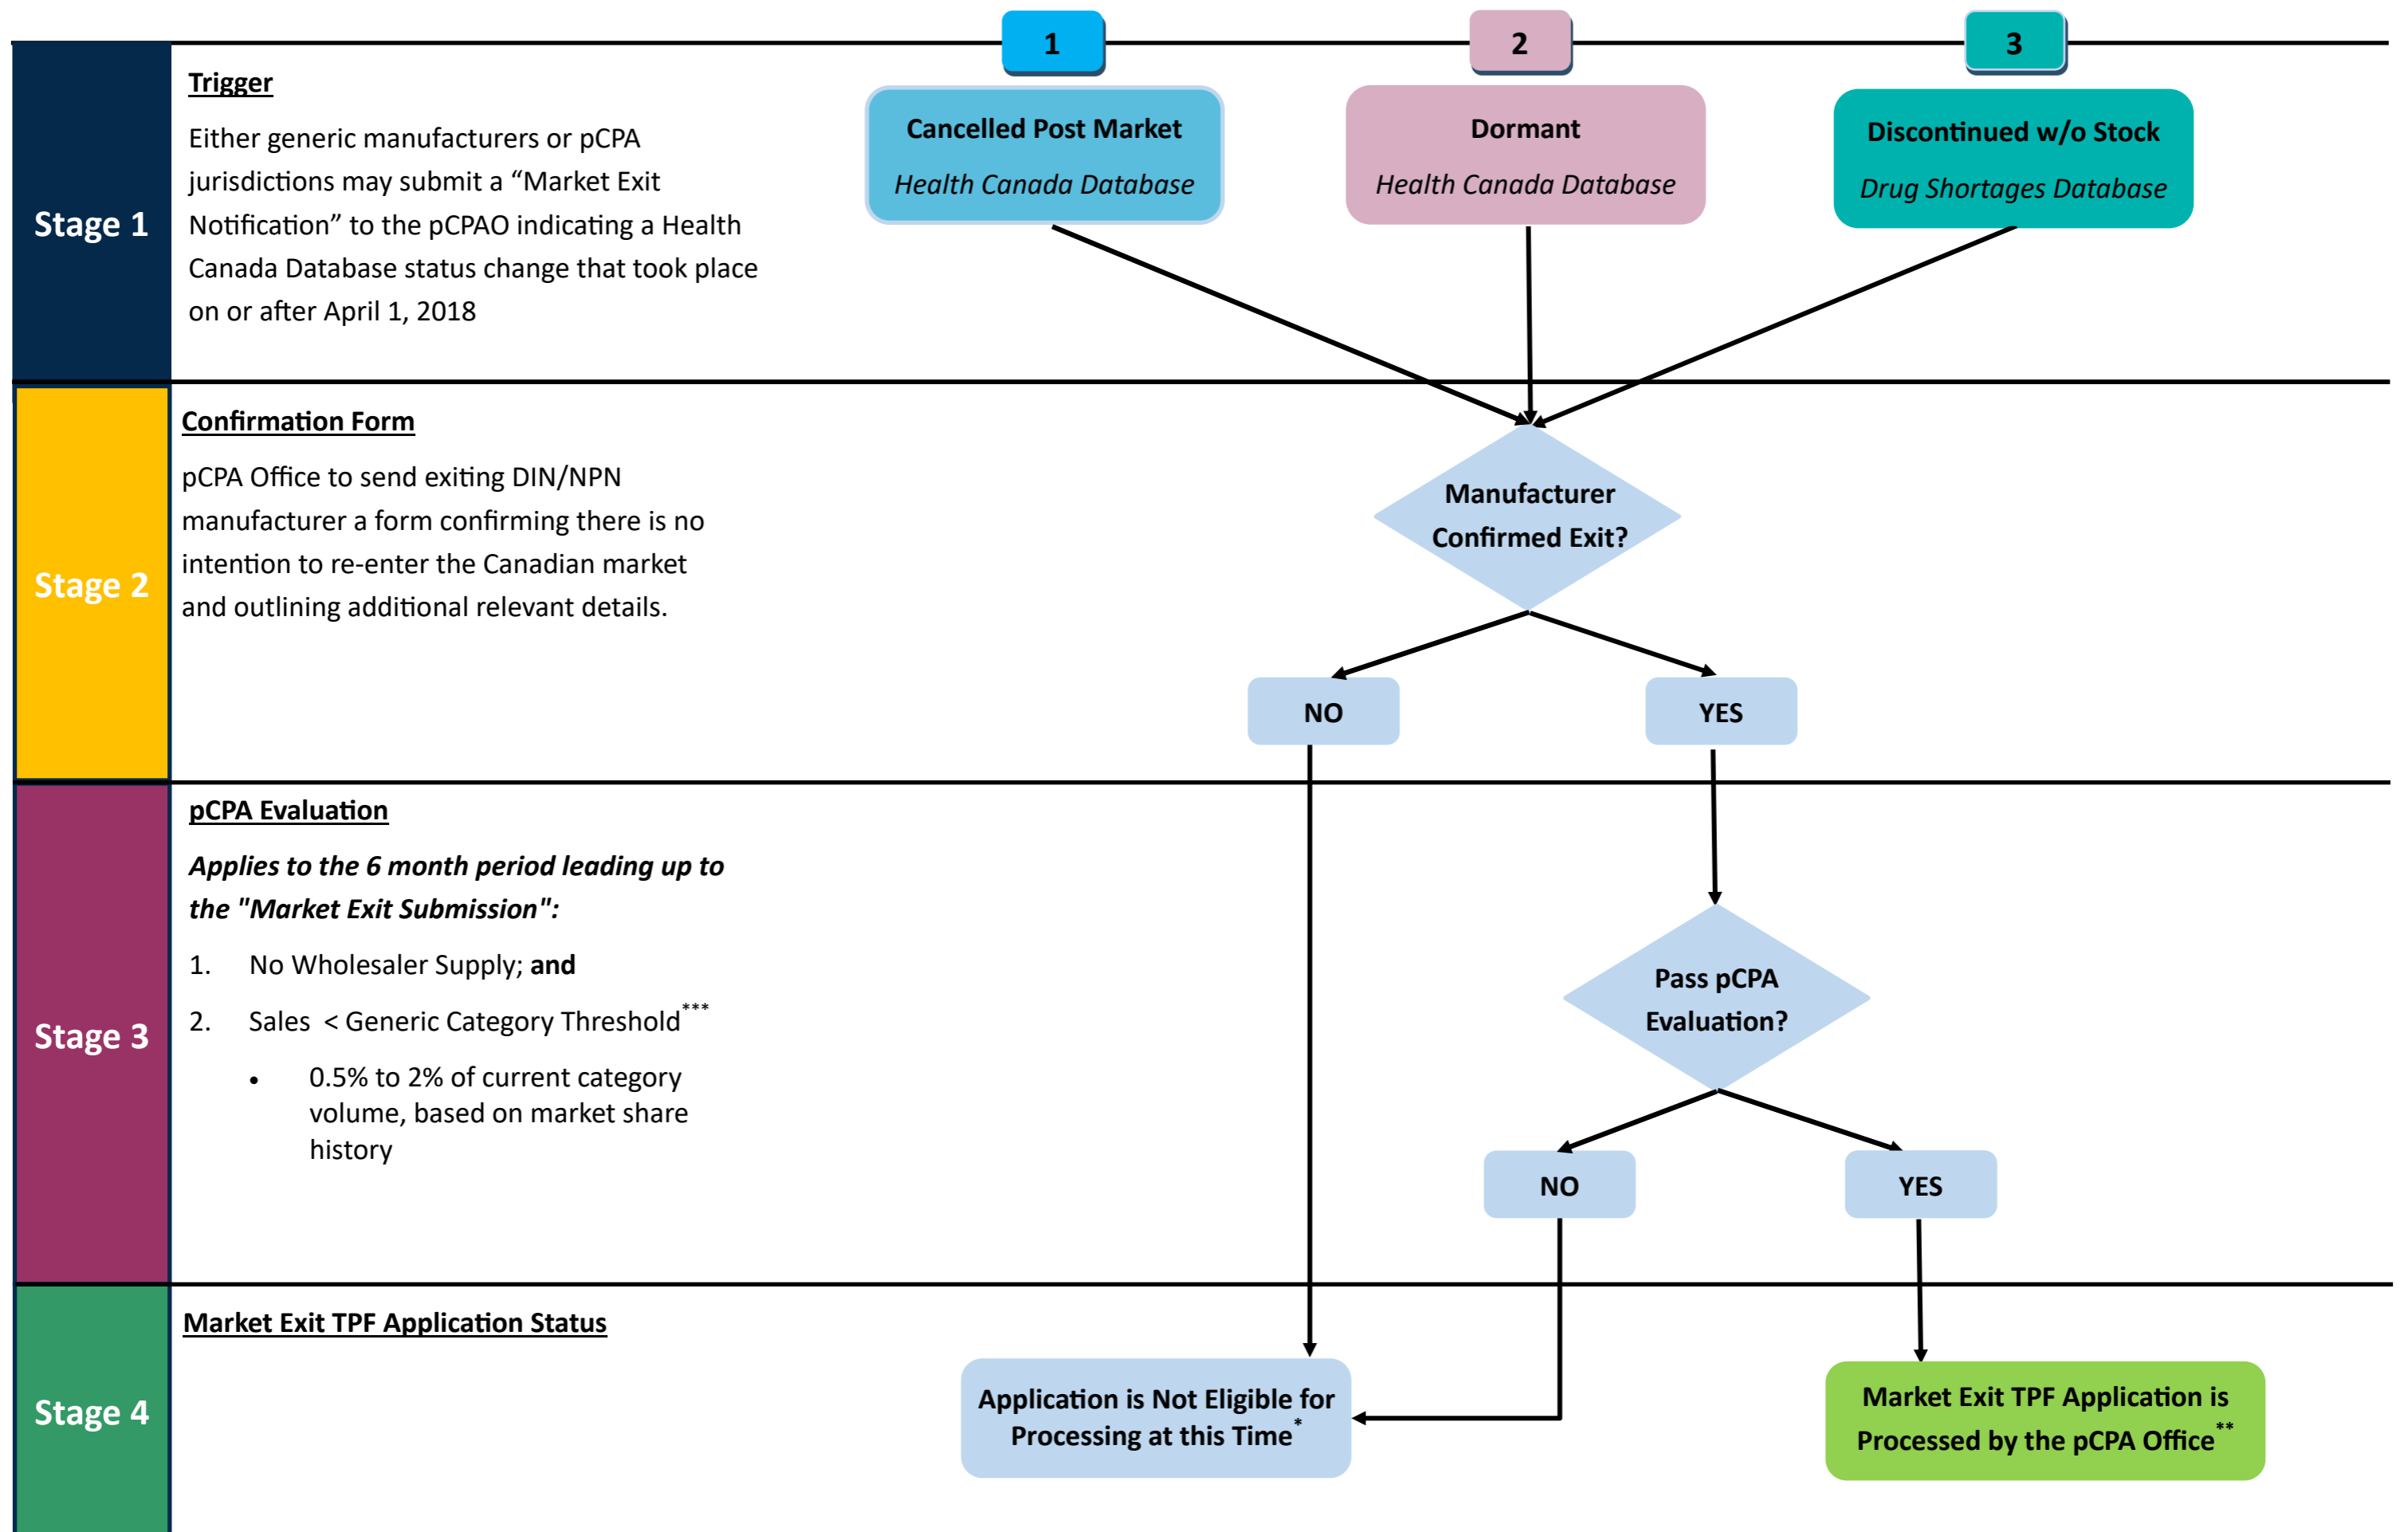 1
2
3
Stage 1
Trigger
Either generic manufacturers or pCPA
jurisdictions may submit a “Market Exit
Notification” to the pCPAO indicating a Health
Canada Database status change that took place
on or after April 1, 2018
Cancelled Post Market
Health Canada Database
Dormant
Health Canada Database
Discontinued w/o Stock
Drug Shortages Database
Stage 2
Confirmation Form
pCPA Office to send exiting DIN/NPN
manufacturer a form confirming there is no
intention to re-enter the Canadian market
and outlining additional relevant details.
Manufacturer
Confirmed Exit?
NO
YES
Stage 3
pCPA Evaluation
Applies to the 6 month period leading up to
the "Market Exit Submission":
1. No Wholesaler Supply; and
2. Sales < Generic Category Threshold***
• 0.5% to 2% of current category
volume, based on market share
history
Pass pCPA
Evaluation?
NO
YES
Stage 4
Market Exit TPF Application Status
Application is Not Eligible for
Processing at this Time*
Market Exit TPF Application is
Processed by the pCPA Office**